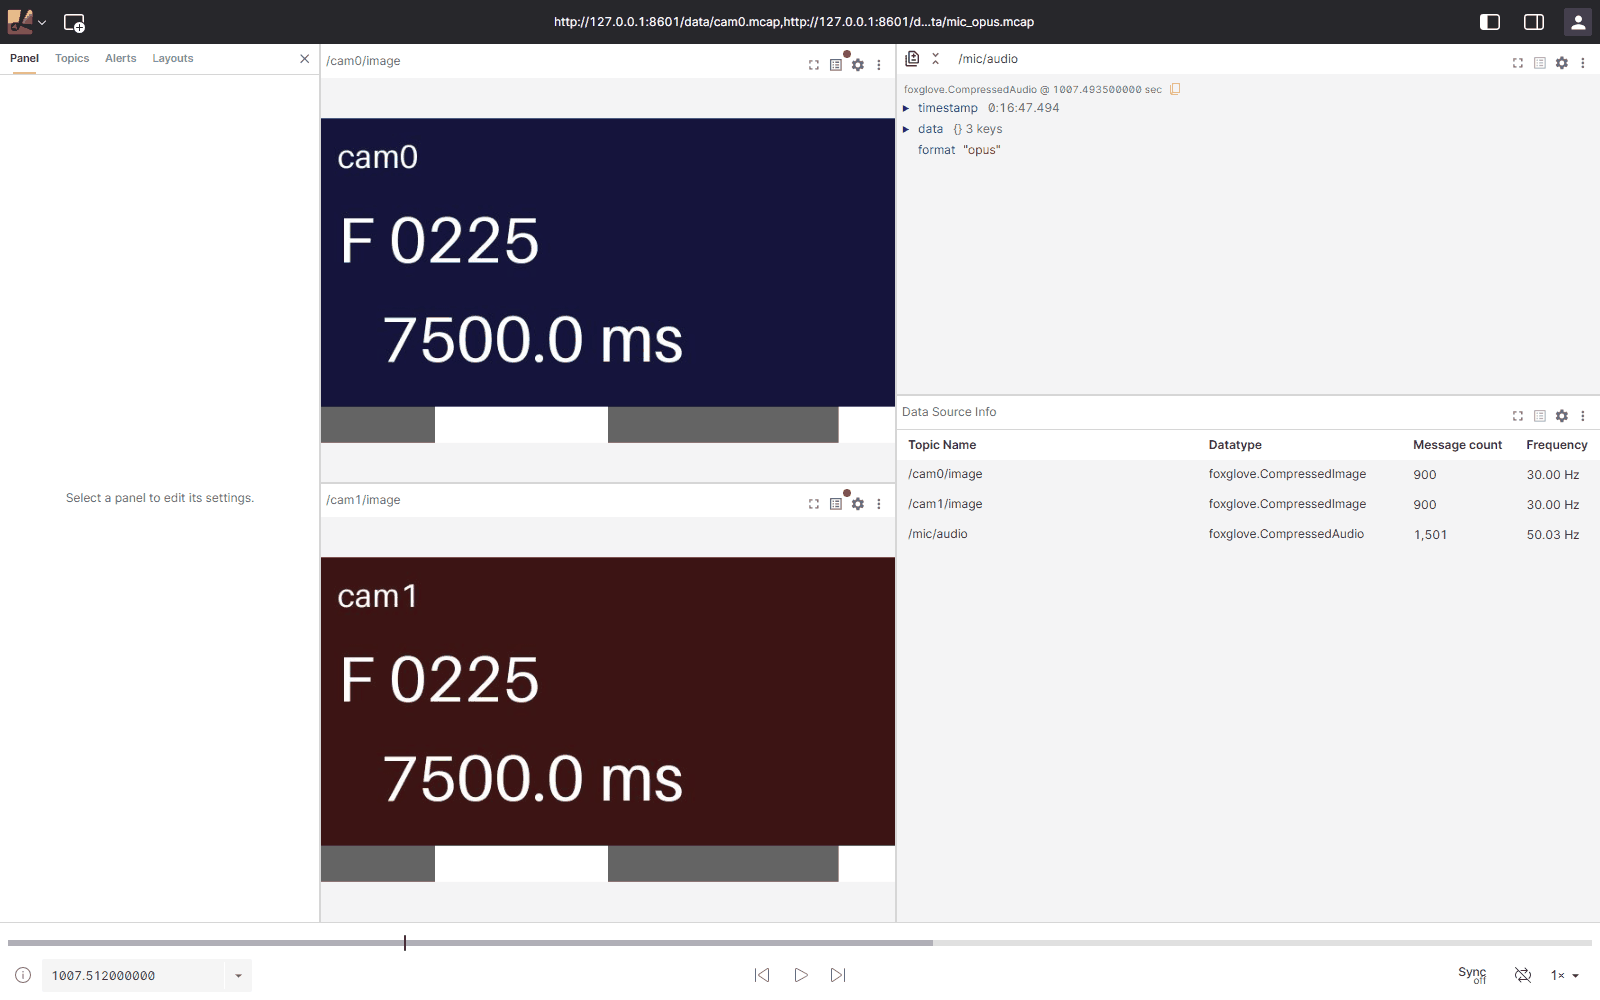 http://127.0.0.1:8601/data/cam0.mcap,http://127.0.0.1:8601/d...ta/mic_opus.mcap
Panel Topics Alerts Layouts
/cam0/image
cam0
F 0225
7500.0 ms
/cam1/image
cam1
F 0225
7500.0 ms
Select a panel to edit its settings.
/mic/audio
foxglove.CompressedAudio @ 1007.493500000 sec
timestamp 0:16:47.494
data {} 3 keys
format "opus"
Data Source Info
Topic Name Datatype Message count Frequency
/cam0/image foxglove.CompressedImage 900 30.00 Hz
/cam1/image foxglove.CompressedImage 900 30.00 Hz
/mic/audio foxglove.CompressedAudio 1,501 50.03 Hz
1007.512000000
Sync
off
1×